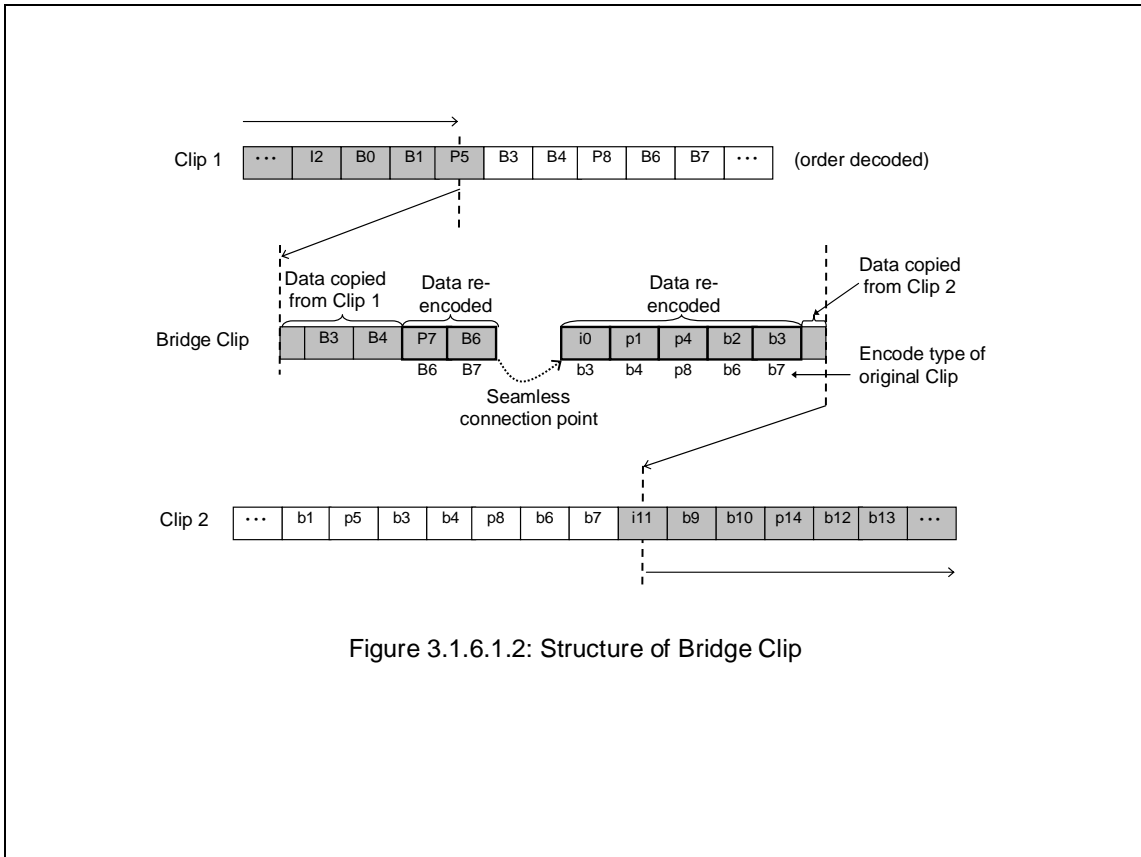 Clip 1 ... I2 B0 B1 P5 B3 B4 P8 B6 B7 ... (order decoded)
Data copied
from Clip 1
Data re-
encoded
Data re-
encoded
Data copied
from Clip 2
Bridge Clip B3 B4 P7 B6 i0 p1 p4 b2 b3
B6 B7 b3 b4 p8 b6 b7
Encode type of
original Clip
Seamless
connection point
Clip 2 ... b1 p5 b3 b4 p8 b6 b7 i11 b9 b10 p14 b12 b13 ...
Figure 3.1.6.1.2: Structure of Bridge Clip